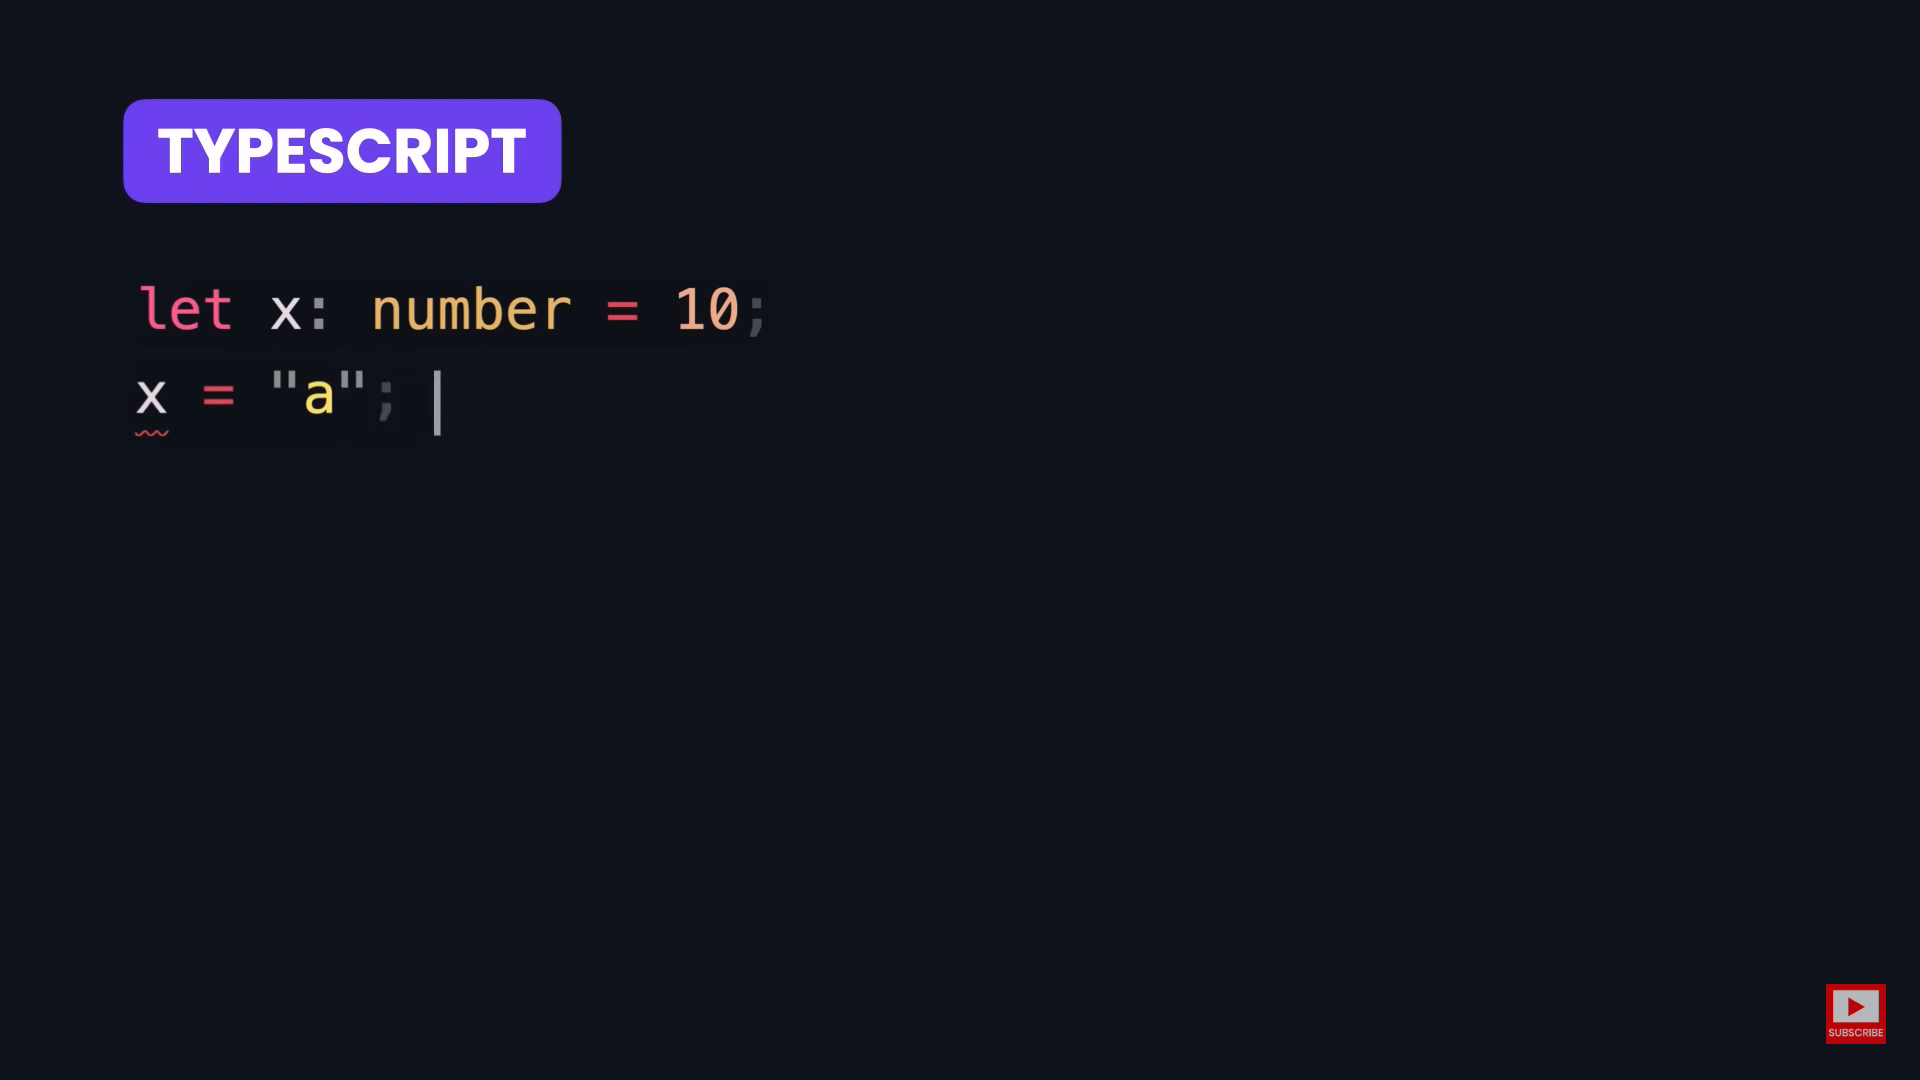 TYPESCRIPT
let x: number = 10;
x = "a";
SUBSCRIBE